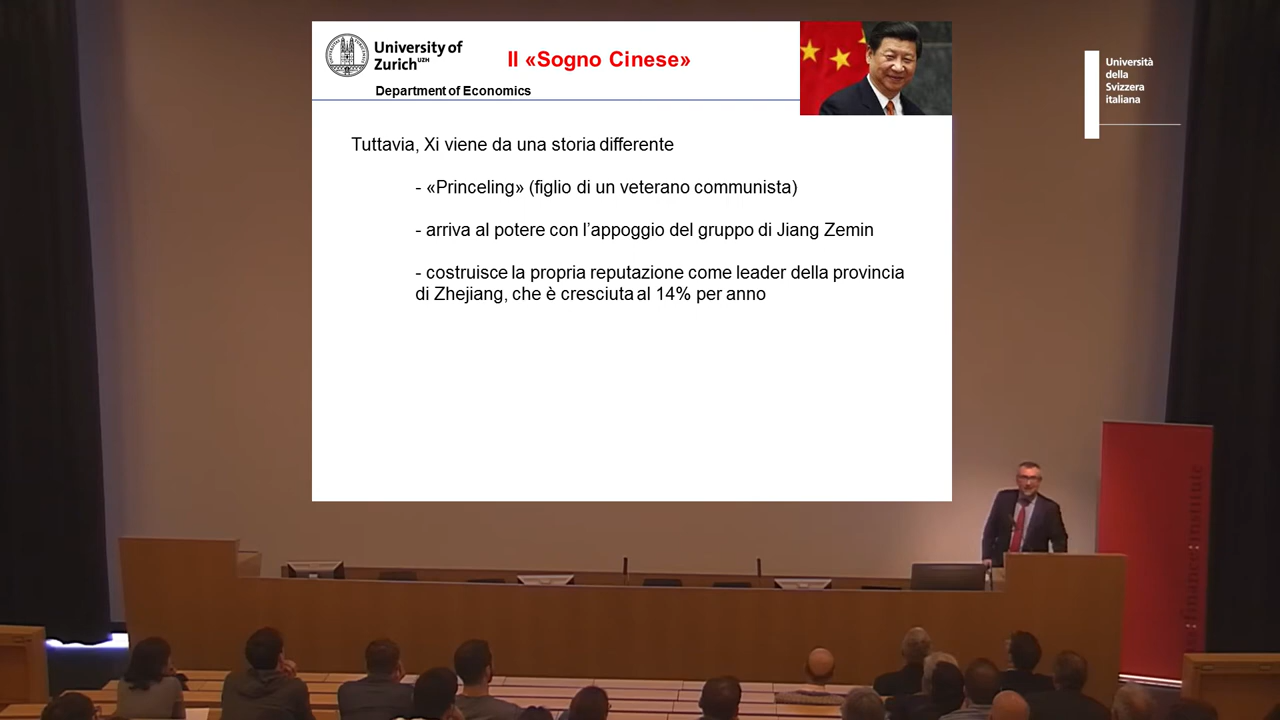 University of
Zurich UZH
Il «Sogno Cinese»
Department of Economics
Tuttavia, Xi viene da una storia differente
- «Princeling» (figlio di un veterano communista)
- arriva al potere con l’appoggio del gruppo di Jiang Zemin
- costruisce la propria reputazione come leader della provincia
di Zhejiang, che è cresciuta al 14% per anno
Università
della
Svizzera
italiana
finance institute